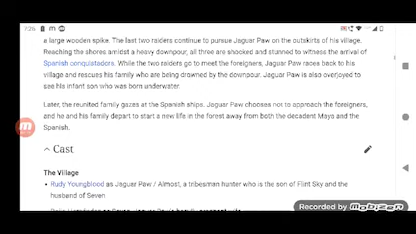 7:26
a large wooden spike. The last two raiders continue to pursue Jaguar Paw on the outskirts of his village.
Reaching the shores amidst a heavy downpour, all three are shocked and stunned to witness the arrival of
Spanish conquistadors. While the two raiders go to meet the foreigners, Jaguar Paw races back to his
village and rescues his family who are being drowned by the downpour. Jaguar Paw is also overjoyed to
see his infant son who was born underwater.
Later, the reunited family gazes at the Spanish ships. Jaguar Paw chooses not to approach the foreigners,
and he and his family depart to start a new life in the forest away from both the decadent Maya and the
Spanish.
Cast
The Village
• Rudy Youngblood as Jaguar Paw / Almost, a tribesman hunter who is the son of Flint Sky and the
husband of Seven
Recorded by Mobizen